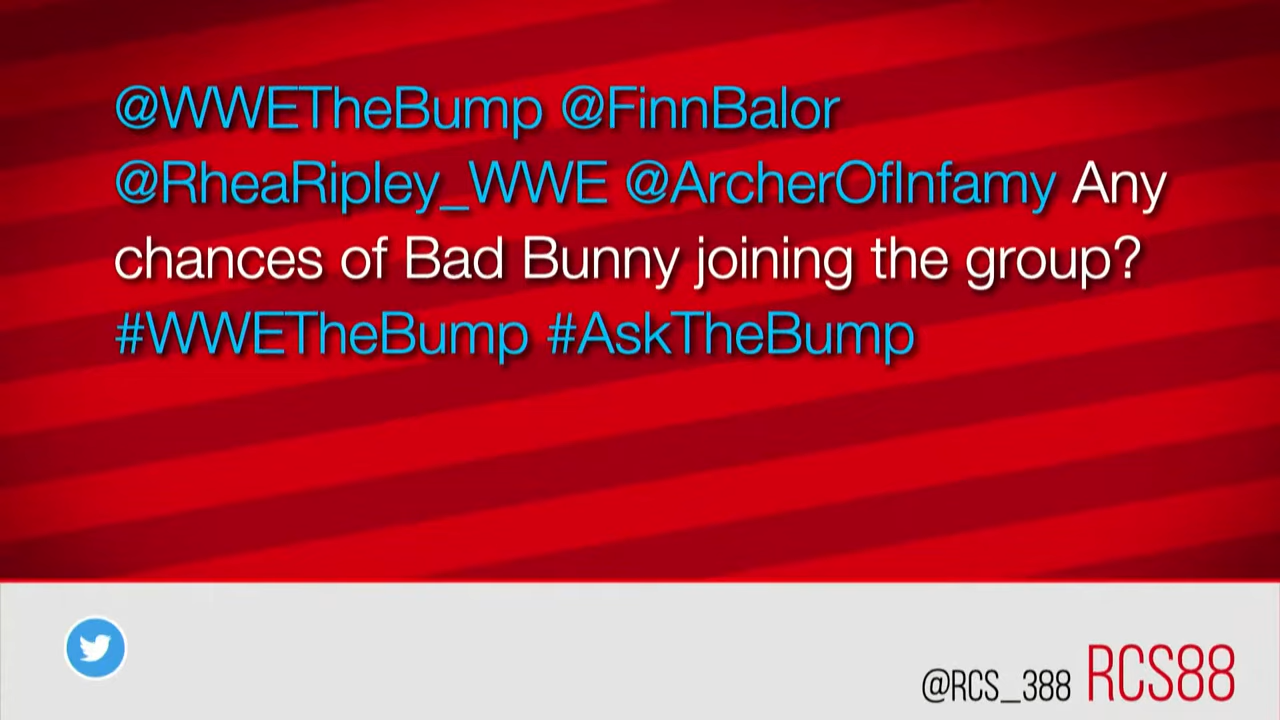 @WWETheBump @FinnBalor
@RheaRipley_WWE @ArcherOfInfamy Any
chances of Bad Bunny joining the group?
#WWETheBump #AskTheBump
@RCS_388 RCS88